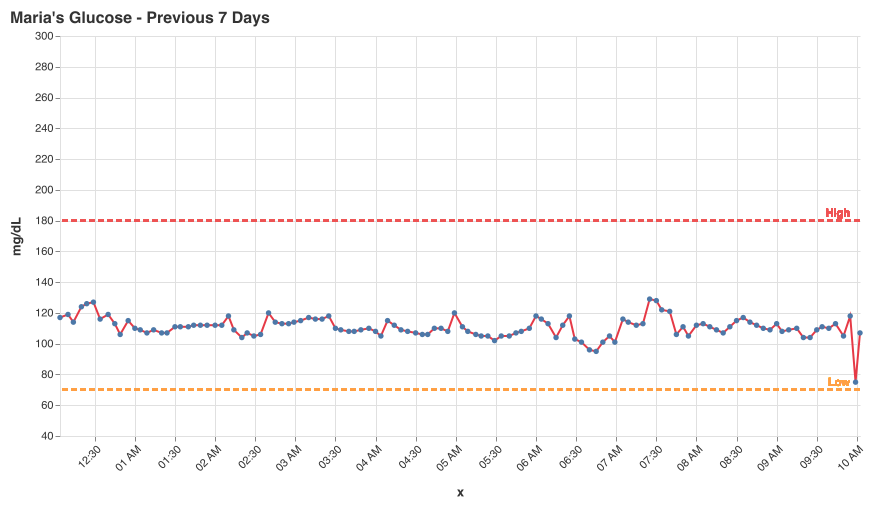 Maria's Glucose - Previous 7 Days
300
280
260
240
220
200
180
160
140
120
100
80
60
40
mg/dL
High
Low
12:30
01 AM
01:30
02 AM
02:30
03 AM
03:30
04 AM
04:30
05 AM
05:30
06 AM
06:30
07 AM
07:30
08 AM
08:30
09 AM
09:30
10 AM
x